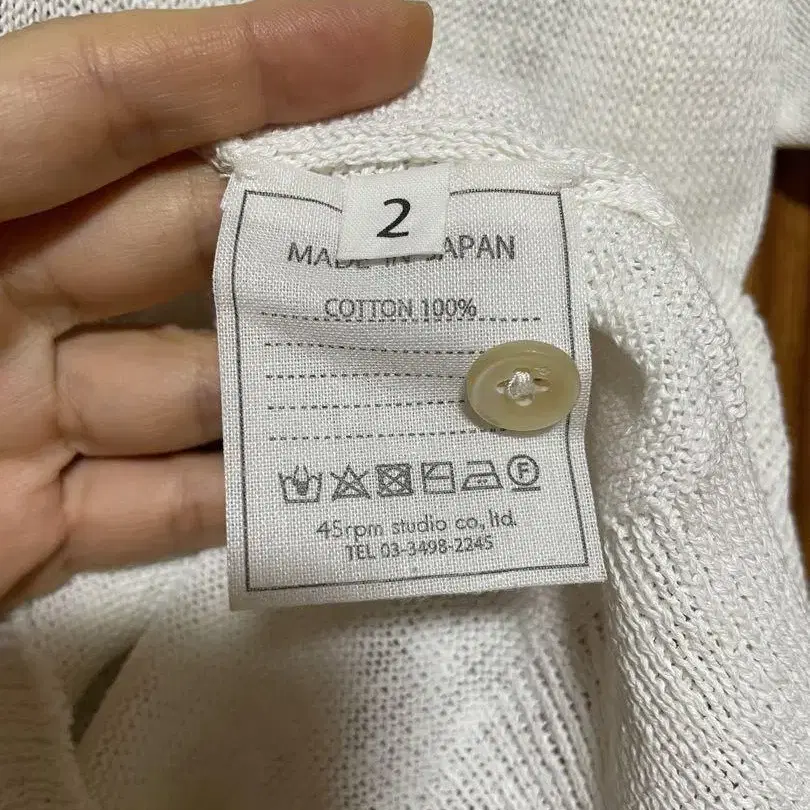 2
MADE IN JAPAN
COTTON 100%
F
45rpm studio co., ltd.
TEL 03-3498-2245